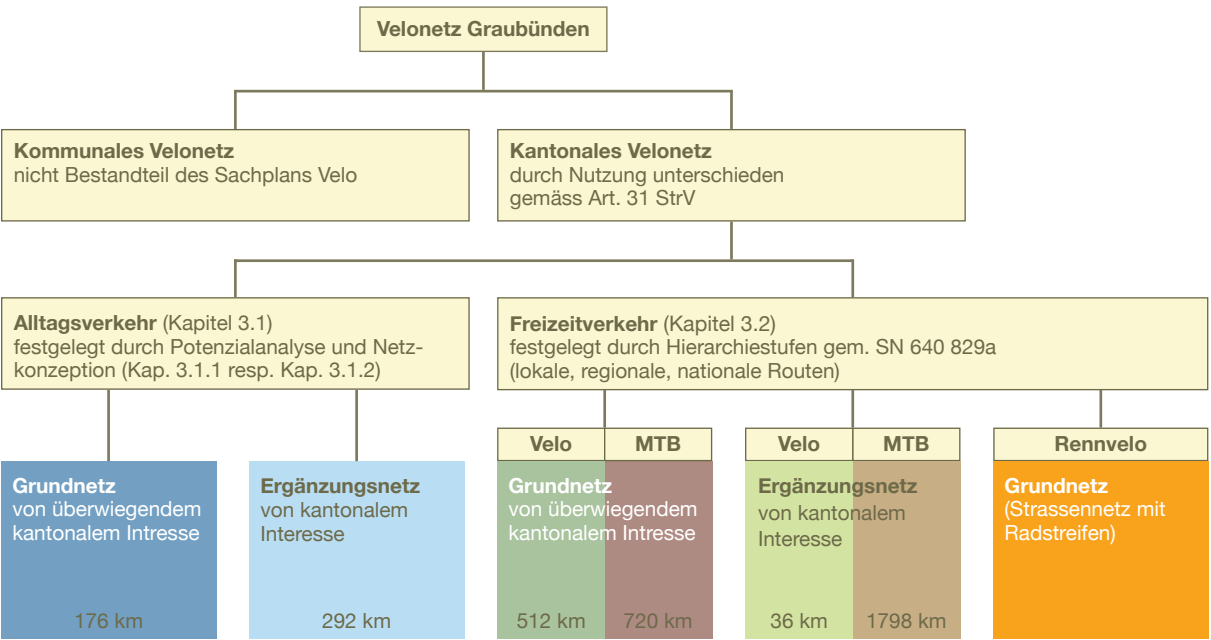 Velonetz Graubünden
Kommunales Velonetz
nicht Bestandteil des Sachplans Velo
Kantonales Velonetz
durch Nutzung unterschieden
gemäss Art. 31 StrV
Alltagsverkehr (Kapitel 3.1)
festgelegt durch Potenzialanalyse und Netz-
konzeption (Kap. 3.1.1 resp. Kap. 3.1.2)
Freizeitverkehr (Kapitel 3.2)
festgelegt durch Hierarchiestufen gem. SN 640 829a
(lokale, regionale, nationale Routen)
Grundnetz
von überwiegendem
kantonalem Intresse
176 km
Ergänzungsnetz
von kantonalem
Interesse
292 km
Velo MTB
Grundnetz
von überwiegendem
kantonalem Intresse
512 km 720 km
Velo MTB
Ergänzungsnetz
von kantonalem
Interesse
36 km 1798 km
Rennvelo
Grundnetz
(Strassennetz mit
Radstreifen)